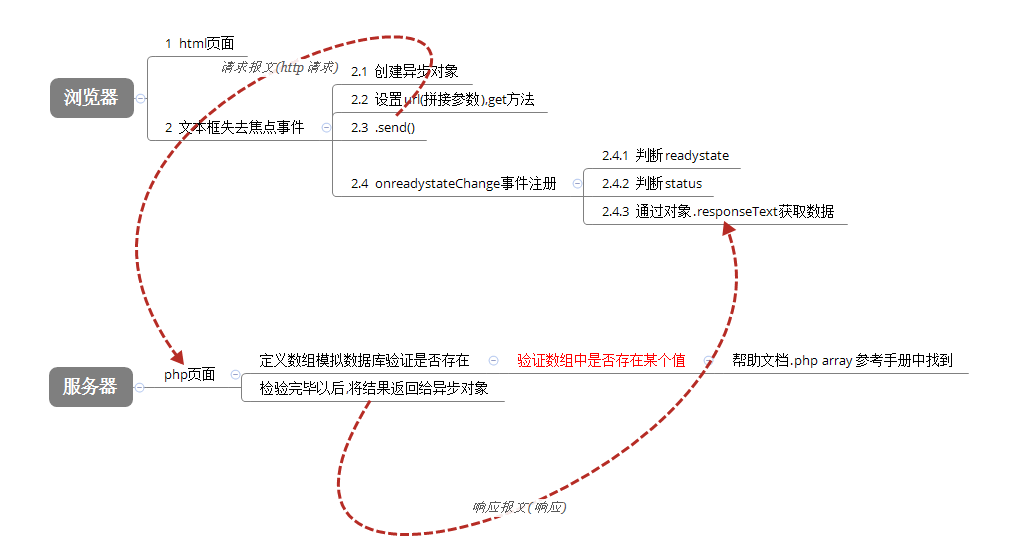 浏览器
1 html页面
请求报文(http 请求)
2 文本框失去焦点事件
2.1 创建异步对象
2.2 设置url(拼接参数),get方法
2.3 .send()
2.4 onreadystateChange事件注册
2.4.1 判断readystate
2.4.2 判断status
2.4.3 通过对象.responseText获取数据
服务器
php页面
定义数组模拟数据库验证是否存在
验证数组中是否存在某个值
帮助文档.php array 参考手册中找到
检验完毕以后,将结果返回给异步对象
响应报文(响应)